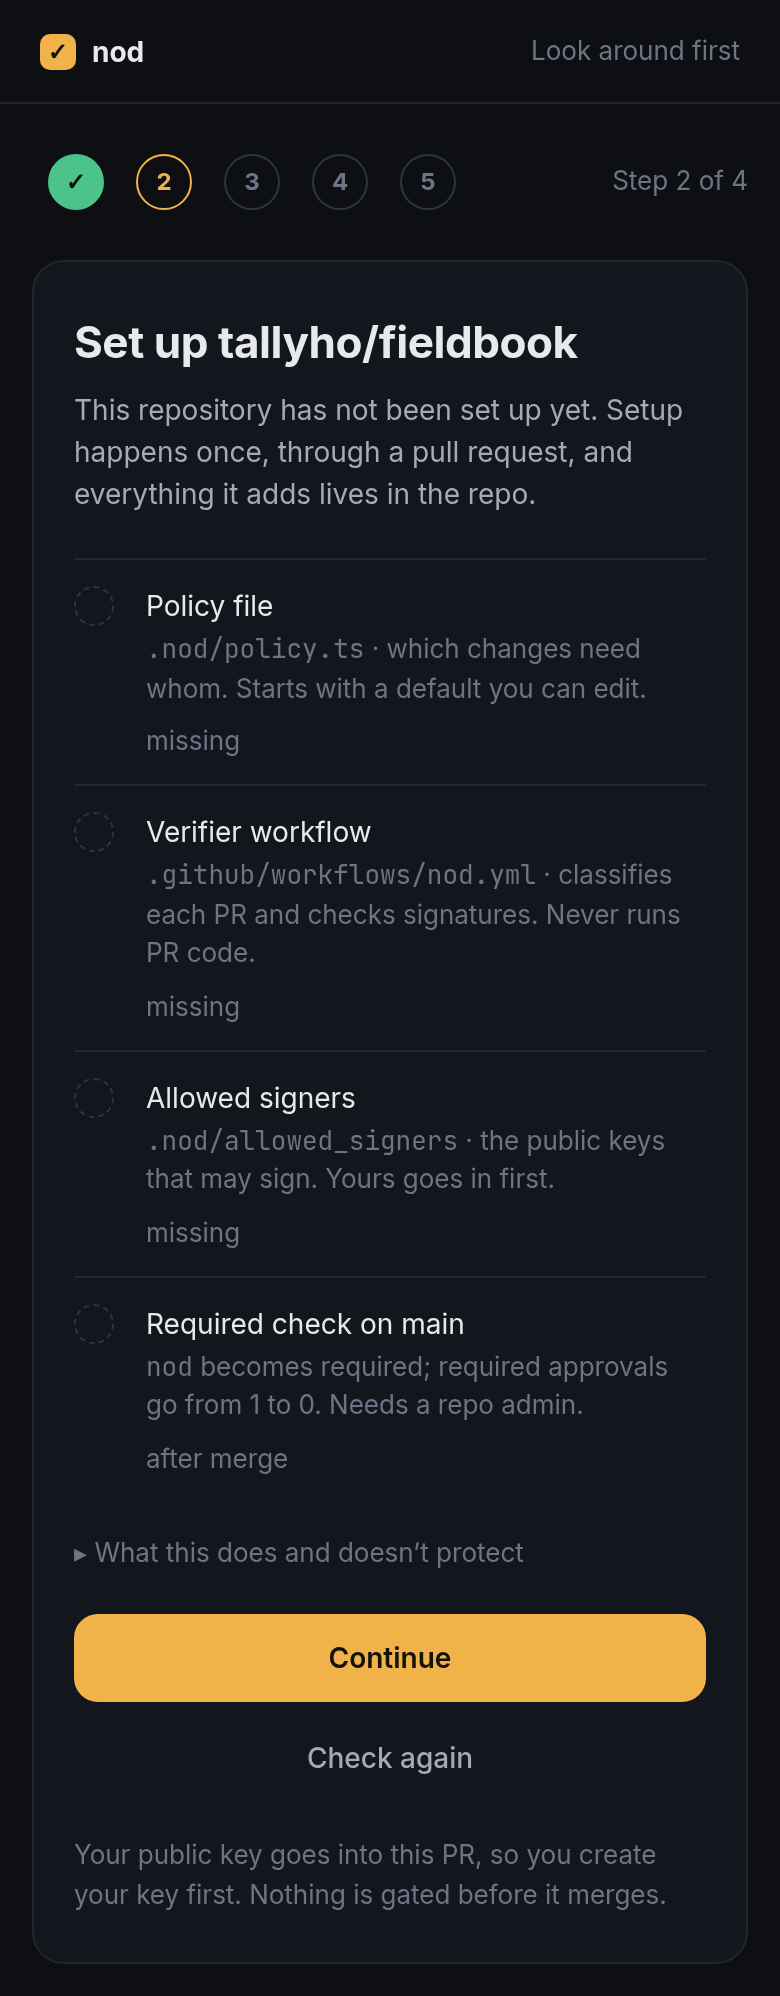 ✓ nod
Look around first
✓ 2 3 4 5
Step 2 of 4
Set up tallyho/fieldbook
This repository has not been set up yet. Setup
happens once, through a pull request, and
everything it adds lives in the repo.
Policy file
.nod/policy.ts · which changes need
whom. Starts with a default you can edit.
missing
Verifier workflow
.github/workflows/nod.yml · classifies
each PR and checks signatures. Never runs
PR code.
missing
Allowed signers
.nod/allowed_signers · the public keys
that may sign. Yours goes in first.
missing
Required check on main
nod becomes required; required approvals
go from 1 to 0. Needs a repo admin.
after merge
▸ What this does and doesn’t protect
Continue
Check again
Your public key goes into this PR, so you create
your key first. Nothing is gated before it merges.